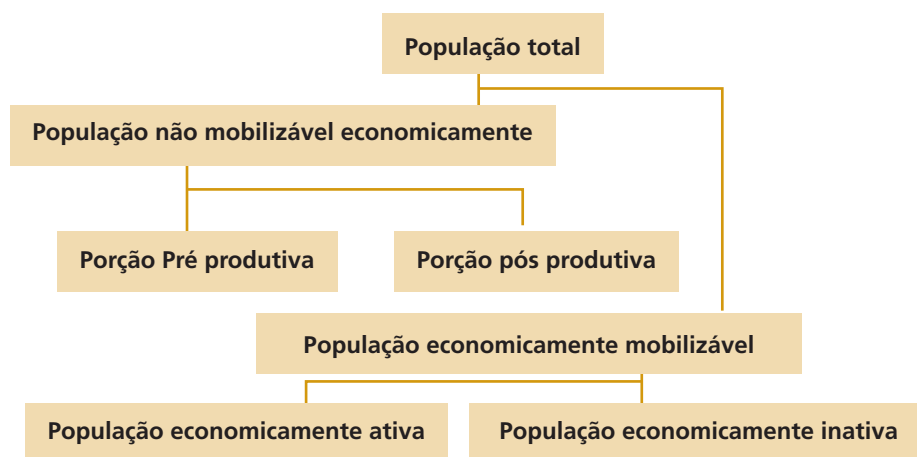 População total
População não mobilizável economicamente
Porção Pré produtiva
Porção pós produtiva
População economicamente mobilizável
População economicamente ativa
População economicamente inativa